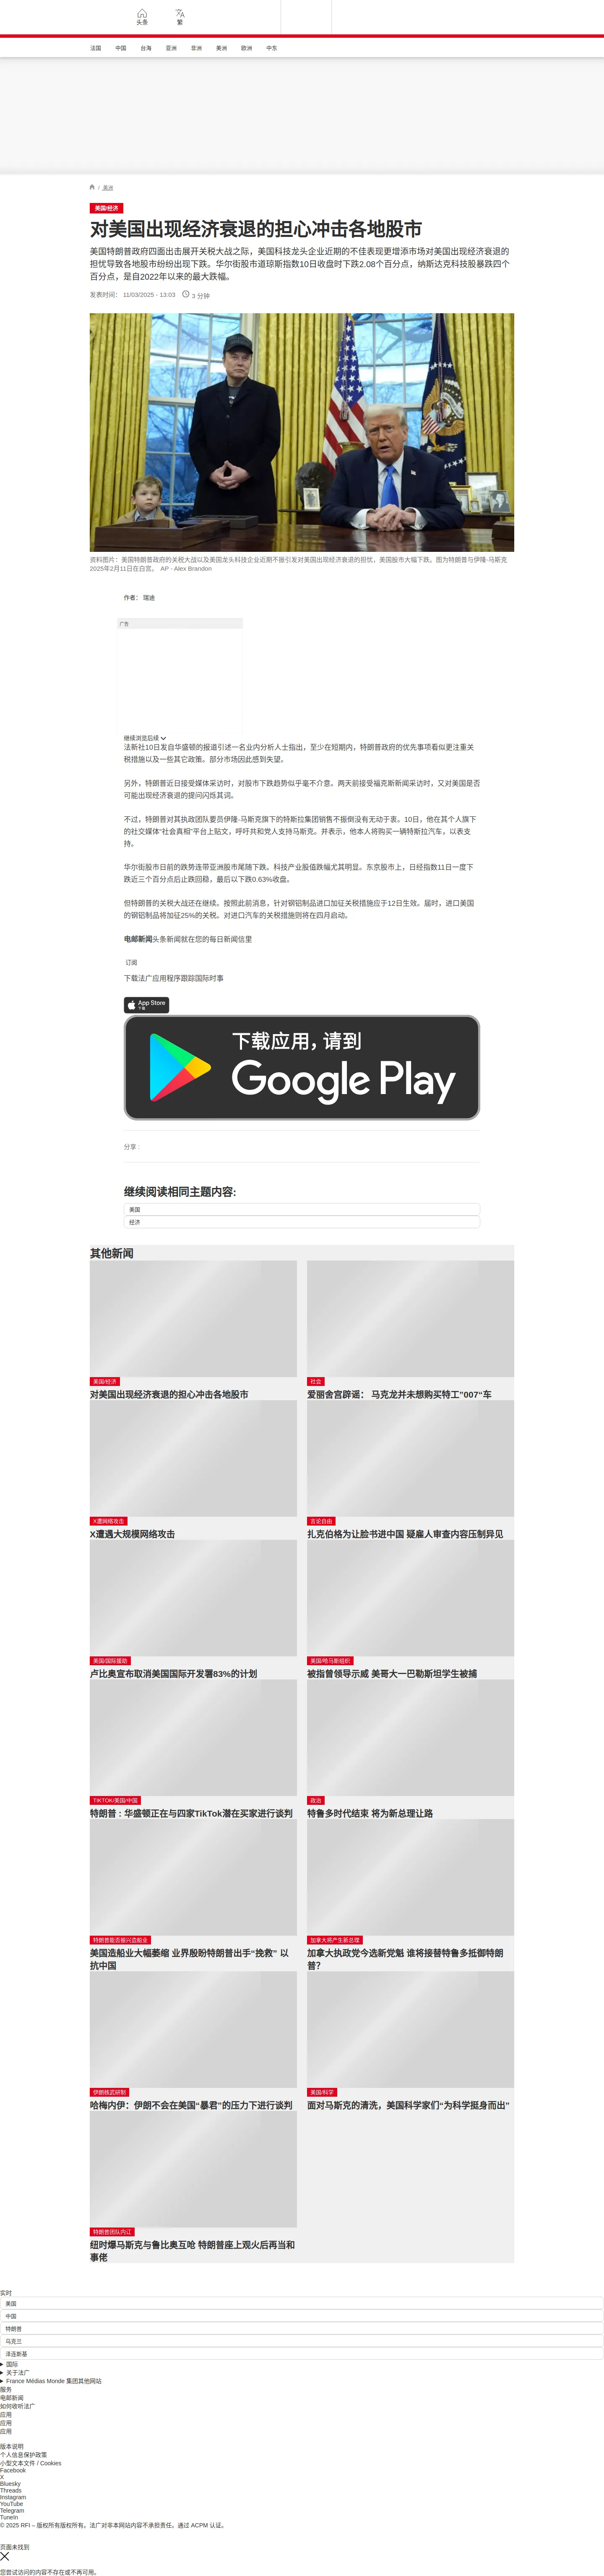 头条
繁
法国
中国
台海
亚洲
非洲
美洲
欧洲
中东
/ 美洲
美国/经济
对美国出现经济衰退的担心冲击各地股市
美国特朗普政府四面出击展开关税大战之际，美国科技龙头企业近期的不佳表现更增添市场对美国出现经济衰退的
担忧导致各地股市纷纷出现下跌。华尔街股市道琼斯指数10日收盘时下跌2.08个百分点，纳斯达克科技股暴跌四个
百分点，是自2022年以来的最大跌幅。
发表时间： 11/03/2025 - 13:03
3 分钟
资料图片：美国特朗普政府的关税大战以及美国龙头科技企业近期不振引发对美国出现经济衰退的担忧，美国股市大幅下跌。图为特朗普与伊隆-马斯克
2025年2月11日在白宫。 AP - Alex Brandon
作者： 瑞迪
广告
继续浏览后续
法新社10日发自华盛顿的报道引述一名业内分析人士指出，至少在短期内，特朗普政府的优先事项看似更注重关
税措施以及一些其它政策。部分市场因此感到失望。
另外，特朗普近日接受媒体采访时，对股市下跌趋势似乎毫不介意。两天前接受福克斯新闻采访时，又对美国是否
可能出现经济衰退的提问闪烁其词。
不过，特朗普对其执政团队要员伊隆-马斯克旗下的特斯拉集团销售不振倒没有无动于衷。10日，他在其个人旗下
的社交媒体“社会真相”平台上贴文，呼吁共和党人支持马斯克。并表示，他本人将购买一辆特斯拉汽车，以表支
持。
华尔街股市日前的跌势连带亚洲股市尾随下跌。科技产业股值跌幅尤其明显。东京股市上，日经指数11日一度下
跌近三个百分点后止跌回稳，最后以下跌0.63%收盘。
但特朗普的关税大战还在继续。按照此前消息，针对钢铝制品进口加征关税措施应于12日生效。届时，进口美国
的钢铝制品将加征25%的关税。对进口汽车的关税措施则将在四月启动。
电邮新闻头条新闻就在您的每日新闻信里
订阅
下载法广应用程序跟踪国际时事
App Store
下载
下载应用，请到
Google Play
分享 :
继续阅读相同主题内容:
美国
经济
其他新闻
美国/经济
对美国出现经济衰退的担心冲击各地股市
社会
爱丽舍宫辟谣： 马克龙并未想购买特工"007“车
X遭网络攻击
X遭遇大规模网络攻击
言论自由
扎克伯格为让脸书进中国 疑雇人审查内容压制异见
美国/国际援助
卢比奥宣布取消美国国际开发署83%的计划
美国/哈马斯组织
被指曾领导示威 美哥大一巴勒斯坦学生被捕
TIKTOK/美国/中国
特朗普 : 华盛顿正在与四家TikTok潜在买家进行谈判
政治
特鲁多时代结束 将为新总理让路
特朗普能否振兴造船业
美国造船业大幅萎缩 业界殷盼特朗普出手“挽救” 以
抗中国
加拿大将产生新总理
加拿大执政党今选新党魁 谁将接替特鲁多抵御特朗
普？
伊朗核武研制
哈梅内伊：伊朗不会在美国“暴君”的压力下进行谈判
美国/科学
面对马斯克的清洗，美国科学家们“为科学挺身而出”
特朗普团队内讧
纽时爆马斯克与鲁比奥互呛 特朗普座上观火后再当和
事佬
实时
美国
中国
特朗普
马克兰
泽连斯基
国际
关于法广
France Médias Monde 集团其他网站
服务
电邮新闻
如何收听法广
应用
应用
应用
版本说明
个人信息保护政策
小型文本文件 / Cookies
Facebook
X
Bluesky
Threads
Instagram
YouTube
Telegram
TuneIn
© 2025 RFI – 版权所有版权所有。法广对非本网站内容不承担责任。通过 ACPM 认证。
页面未找到
您尝试访问的内容不存在或不再可用。